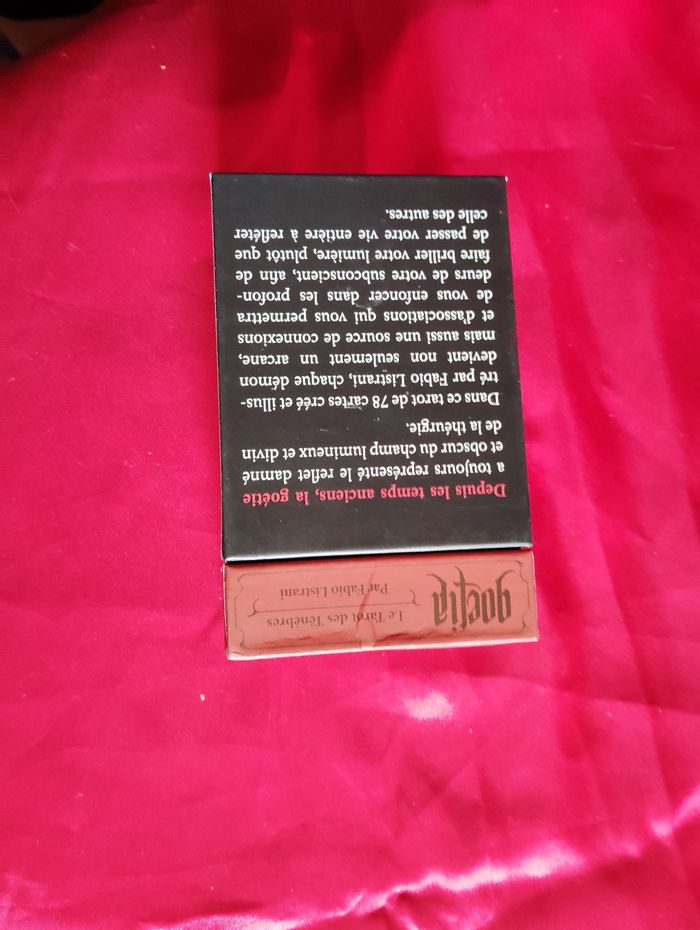 goetia
Le Tarot des Ténèbres
Par Fabio Listrani
Depuis les temps anciens, la goétie
a toujours représenté le reflet damné
et obscur du champ lumineux et divin
de la théurgie.
Dans ce tarot de 78 cartes créé et illus-
tré par Fabio Listrani, chaque démon
devient non seulement un arcane,
mais aussi une source de connexions
et d'associations qui vous permettra
de vous enfoncer dans les profon-
deurs de votre subconscient, afin de
faire briller votre lumière, plutôt que
de passer votre vie entière à refléter
celle des autres.